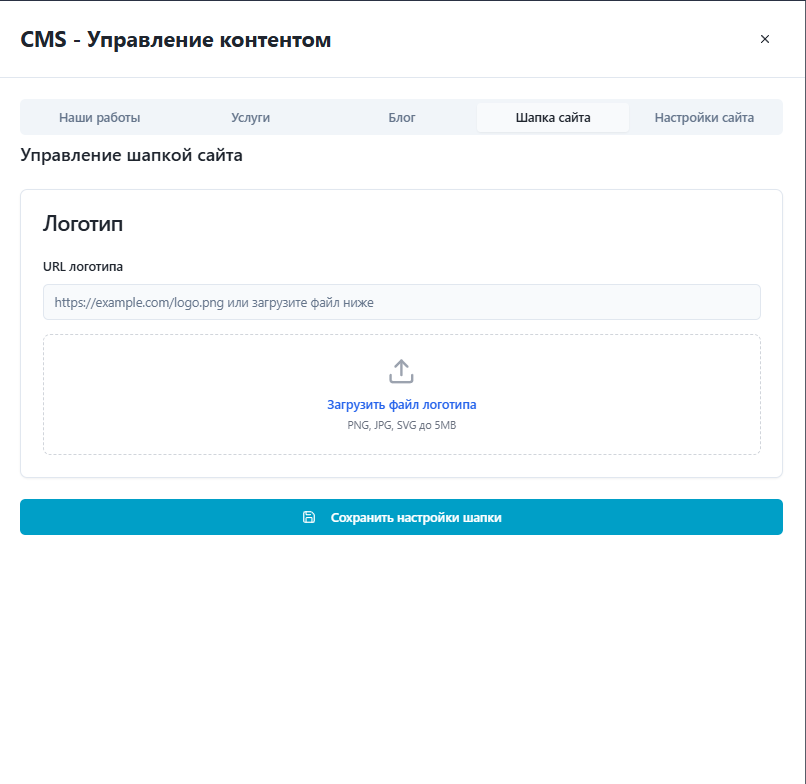 CMS - Управление контентом
Наши работы Услуги Блог Шапка сайта Настройки сайта
Управление шапкой сайта
Логотип
URL логотипа
https://example.com/logo.png или загрузите файл ниже
Загрузить файл логотипа
PNG, JPG, SVG до 5MB
Сохранить настройки шапки